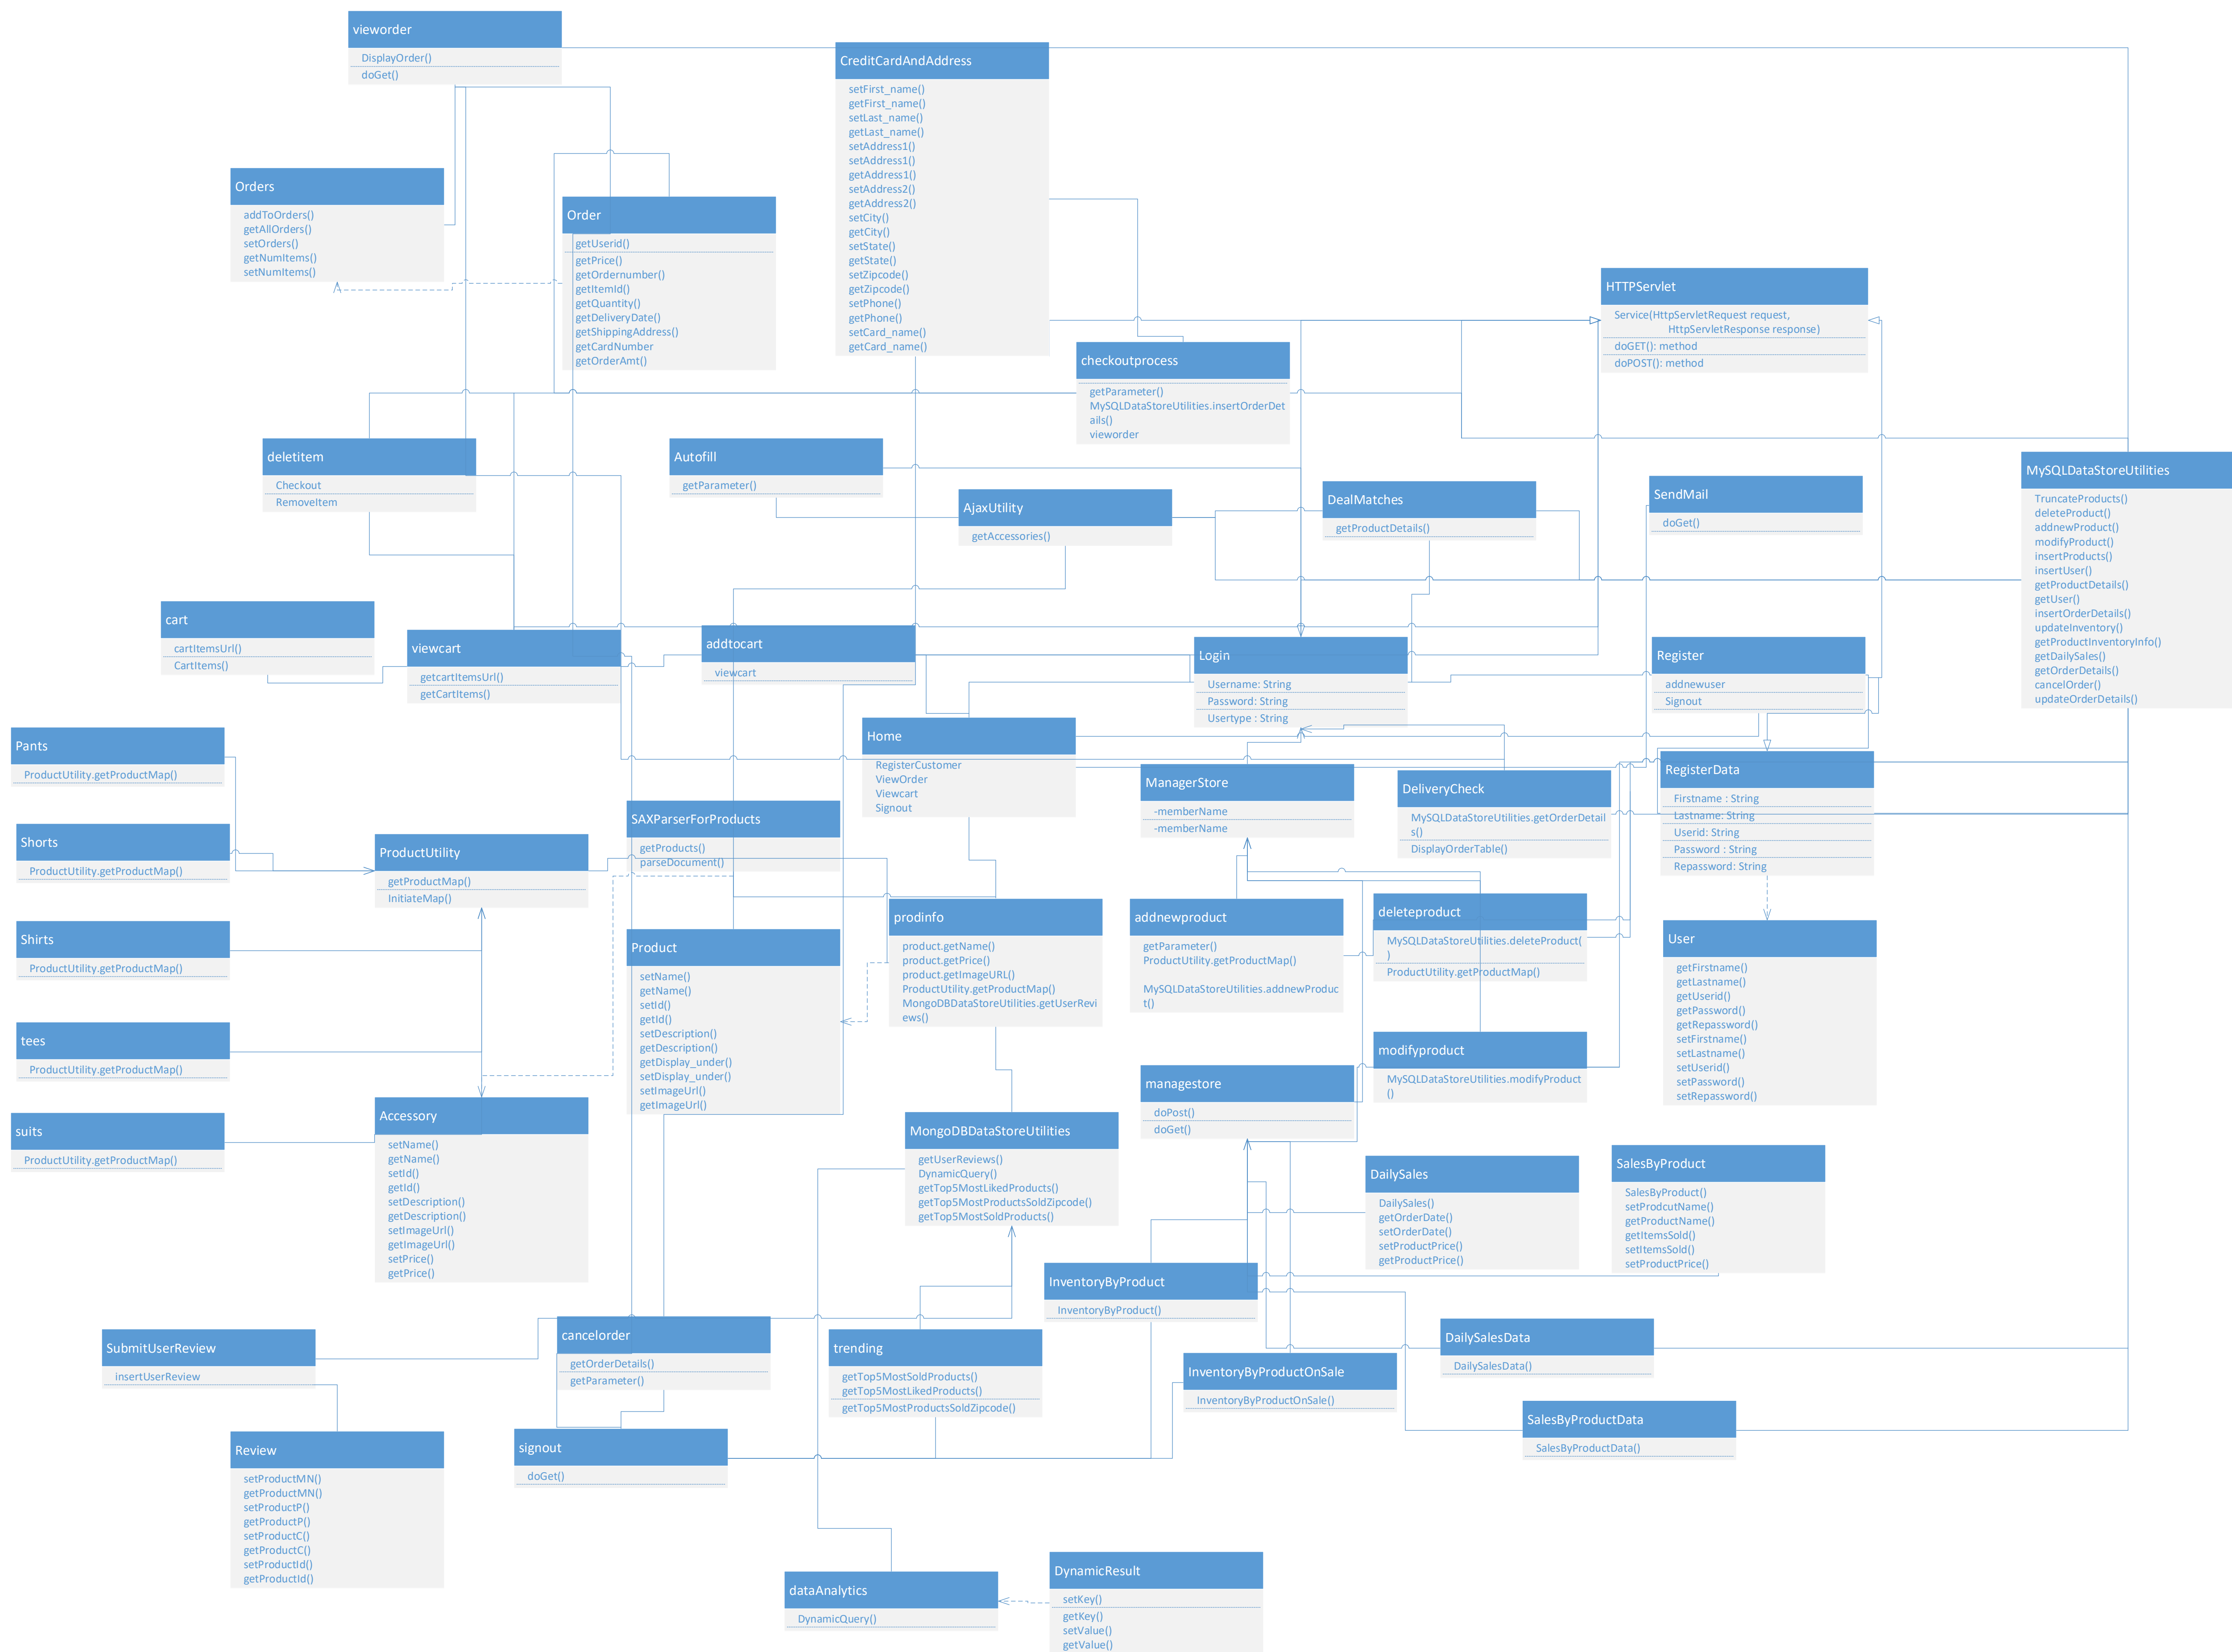 vieworder
DisplayOrder()
doGet()
CreditCardAndAddress
setFirst_name()
getFirst_name()
setLast_name()
getLast_name()
setAddress1()
setAddress1()
getAddress1()
setAddress2()
getAddress2()
setCity()
getCity()
setState()
getState()
setZipcode()
getZipcode()
setPhone()
getPhone()
setCard_name()
getCard_name()
Orders
addToOrders()
getAllOrders()
setOrders()
getNumItems()
setNumItems()
Order
getUserid()
getPrice()
getOrdernumber()
getItemId()
getQuantity()
getDeliveryDate()
getShippingAddress()
getCardNumber
getOrderAmt()
HTTPServlet
Service(HttpServletRequest request,
HttpServletResponse response)
doGET(): method
doPOST(): method
checkoutprocess
getParameter()
MySQLDataStoreUtilities.insertOrderDet
ails()
vieworder
deletitem
Checkout
RemoveItem
Autofill
getParameter()
AjaxUtility
getAccessories()
DealMatches
getProductDetails()
SendMail
doGet()
MySQLDataStoreUtilities
TruncateProducts()
deleteProduct()
addnewProduct()
modifyProduct()
insertProducts()
insertUser()
getProductDetails()
getUser()
insertOrderDetails()
updateInventory()
getProductInventoryInfo()
getDailySales()
getOrderDetails()
cancelOrder()
updateOrderDetails()
cart
cartItemsUrl()
CartItems()
viewcart
getcartItemsUrl()
getCartItems()
addtocart
viewcart
Login
Username: String
Password: String
Usertype : String
Register
addnewuser
Signout
Home
RegisterCustomer
ViewOrder
Viewcart
Signout
Pants
ProductUtility.getProductMap()
ManagerStore
-memberName
-memberName
DeliveryCheck
MySQLDataStoreUtilities.getOrderDetail
s()
DisplayOrderTable()
RegisterData
Firstname : String
Lastname: String
Userid: String
Password : String
Repassword: String
SAXParserForProducts
getProducts()
parseDocument()
Shorts
ProductUtility.getProductMap()
ProductUtility
getProductMap()
InitiateMap()
prodinfo
product.getName()
product.getPrice()
product.getImageURL()
ProductUtility.getProductMap()
MongoDBDataStoreUtilities.getUserRevi
ews()
addnewproduct
getParameter()
ProductUtility.getProductMap()
MySQLDataStoreUtilities.addnewProduc
t()
deleteproduct
MySQLDataStoreUtilities.deleteProduct(
)
ProductUtility.getProductMap()
User
getFirstname()
getLastname()
getUserid()
getPassword()
getRepassword()
setFirstname()
setLastname()
setUserid()
setPassword()
setRepassword()
Shirts
ProductUtility.getProductMap()
Product
setName()
getName()
setId()
getId()
setDescription()
getDescription()
getDisplay_under()
setDisplay_under()
setImageUrl()
getImageUrl()
tees
ProductUtility.getProductMap()
modifyproduct
MySQLDataStoreUtilities.modifyProduct
()
managestore
doPost()
doGet()
suits
ProductUtility.getProductMap()
Accessory
setName()
getName()
setId()
getId()
setDescription()
getDescription()
setImageUrl()
getImageUrl()
setPrice()
getPrice()
MongoDBDataStoreUtilities
getUserReviews()
DynamicQuery()
getTop5MostLikedProducts()
getTop5MostProductsSoldZipcode()
getTop5MostSoldProducts()
DailySales
DailySales()
getOrderDate()
setOrderDate()
setProductPrice()
getProductPrice()
SalesByProduct
SalesByProduct()
setProdcutName()
getProductName()
getItemsSold()
setItemsSold()
setProductPrice()
InventoryByProduct
InventoryByProduct()
SubmitUserReview
insertUserReview
cancelorder
getOrderDetails()
getParameter()
trending
getTop5MostSoldProducts()
getTop5MostLikedProducts()
getTop5MostProductsSoldZipcode()
DailySalesData
DailySalesData()
InventoryByProductOnSale
InventoryByProductOnSale()
SalesByProductData
SalesByProductData()
Review
setProductMN()
getProductMN()
setProductP()
getProductP()
setProductC()
getProductC()
setProductId()
getProductId()
signout
doGet()
dataAnalytics
DynamicQuery()
DynamicResult
setKey()
getKey()
setValue()
getValue()